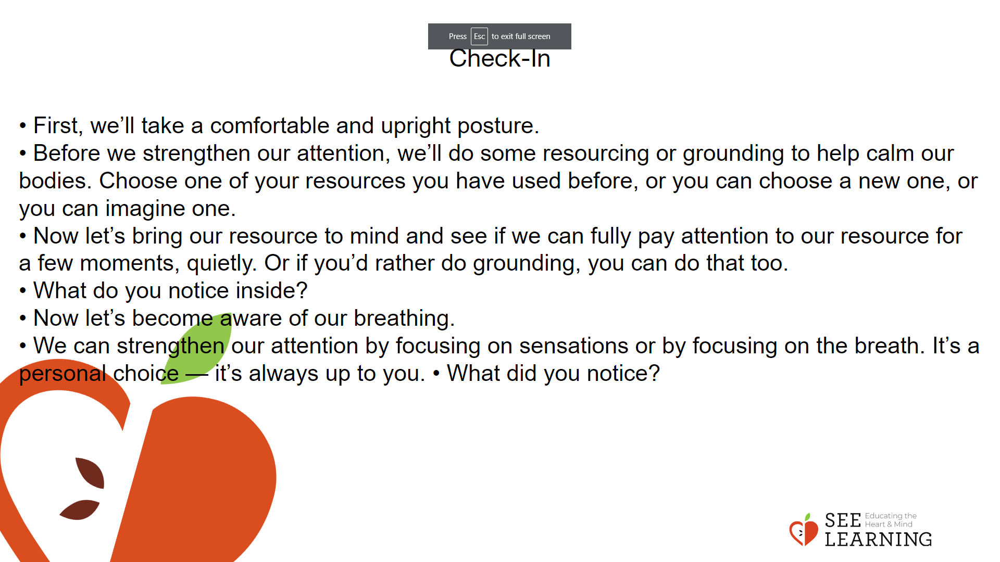 Press Esc to exit full screen
Check-In
• First, we’ll take a comfortable and upright posture.
• Before we strengthen our attention, we’ll do some resourcing or grounding to help calm our
bodies. Choose one of your resources you have used before, or you can choose a new one, or
you can imagine one.
• Now let’s bring our resource to mind and see if we can fully pay attention to our resource for
a few moments, quietly. Or if you’d rather do grounding, you can do that too.
• What do you notice inside?
• Now let’s become aware of our breathing.
• We can strengthen our attention by focusing on sensations or by focusing on the breath. It’s a
personal choice — it’s always up to you. • What did you notice?
SEE
Educating the
Heart & Mind
LEARNING